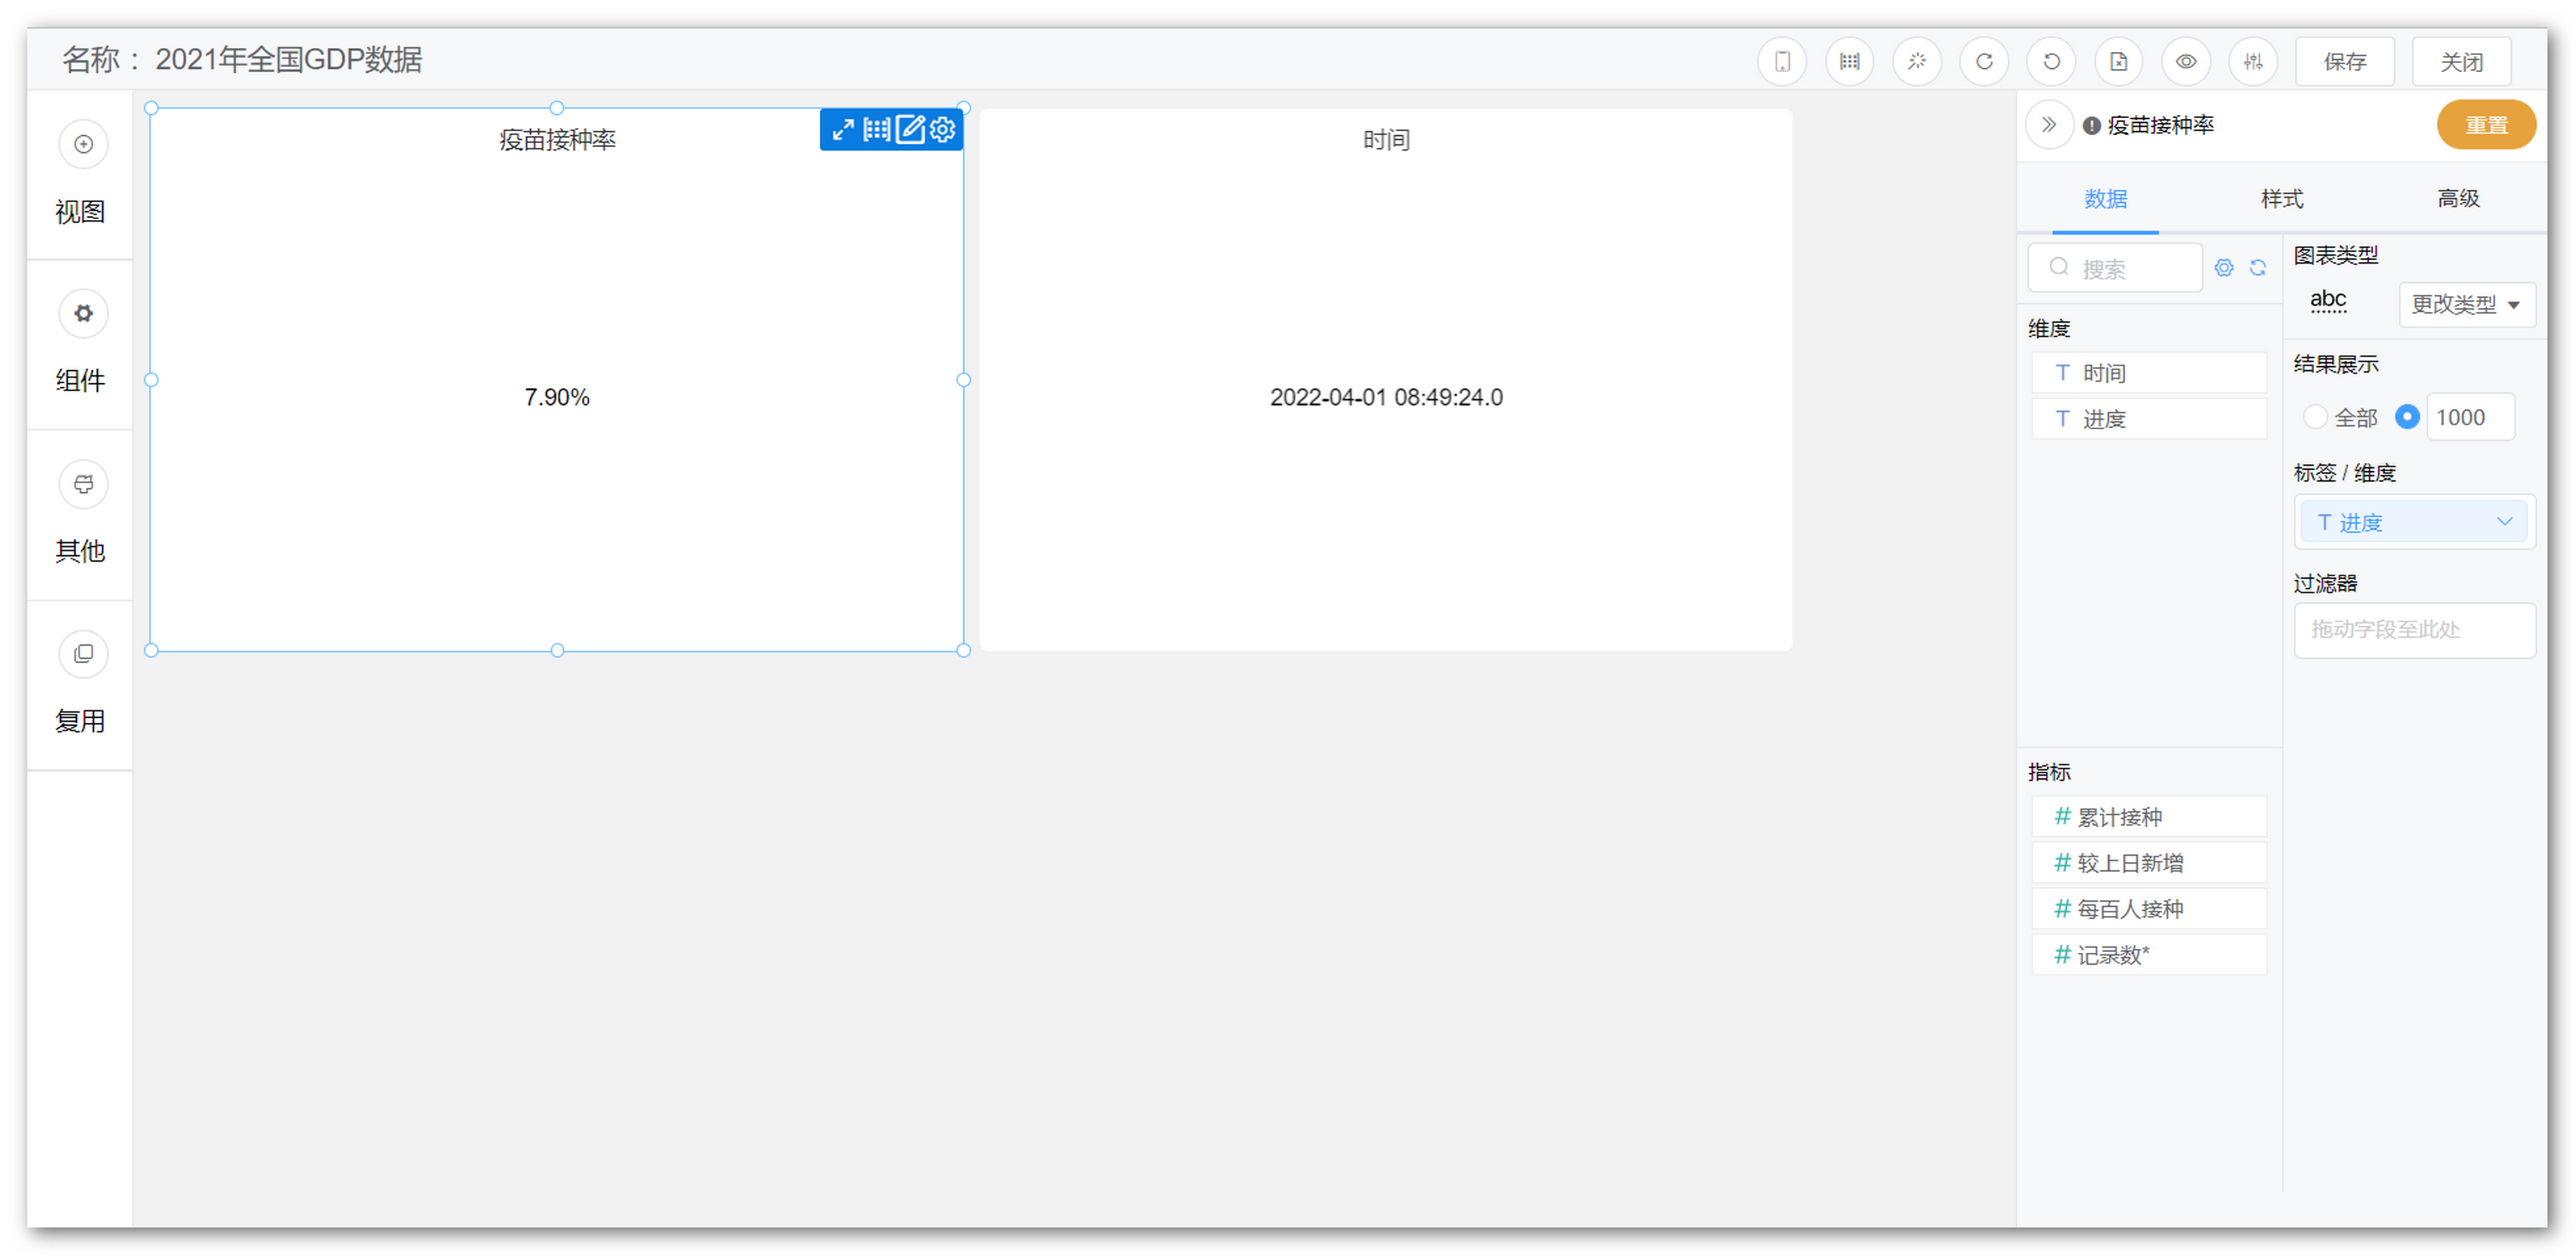 名称： 2021年全国GDP数据
保存
关闭
视图
组件
其他
复用
疫苗接种率
7.90%
时间
2022-04-01 08:49:24.0
疫苗接种率
重置
数据
样式
高级
搜索
维度
T 时间
T 进度
指标
# 累计接种
# 较上日新增
# 每百人接种
# 记录数*
图表类型
abc
更改类型
结果展示
全部
1000
标签 / 维度
T 进度
过滤器
拖动字段至此处